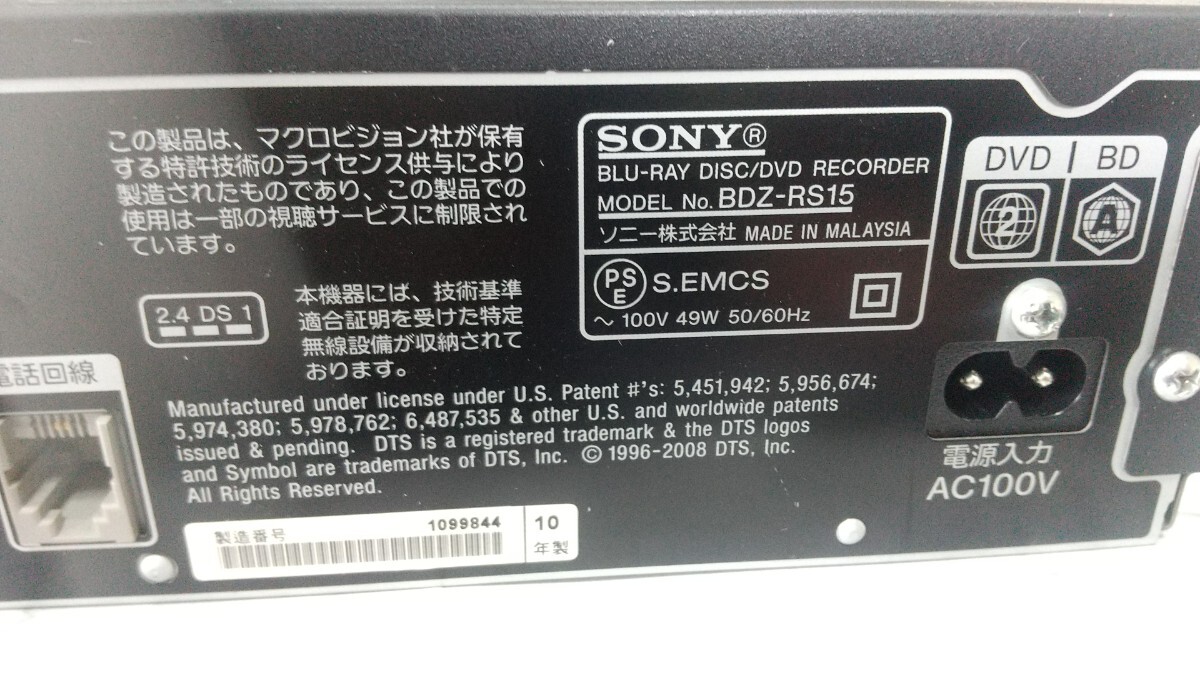 この製品は、マクロビジョン社が保有
する特許技術のライセンス供与により
製造されたものであり、この製品での
使用は一部の視聴サービスに制限され
ています。
2.4 DS 1
本機器には、技術基準
適合証明を受けた特定
無線設備が収納されて
おります。
SONY®
BLU-RAY DISC/DVD RECORDER
MODEL No. BDZ-RS15
ソニー株式会社 MADE IN MALAYSIA
PS
E
S.EMCS
~ 100V 49W 50/60Hz
DVD BD
2 A
電話回線
Manufactured under license under U.S. Patent #'s: 5,451,942; 5,956,674;
5,974,380; 5,978,762; 6,487,535 & other U.S. and worldwide patents
issued & pending. DTS is a registered trademark & the DTS logos
and Symbol are trademarks of DTS, Inc. © 1996-2008 DTS, Inc.
All Rights Reserved.
電源入力
AC100V
製造番号 1099844
10
年製